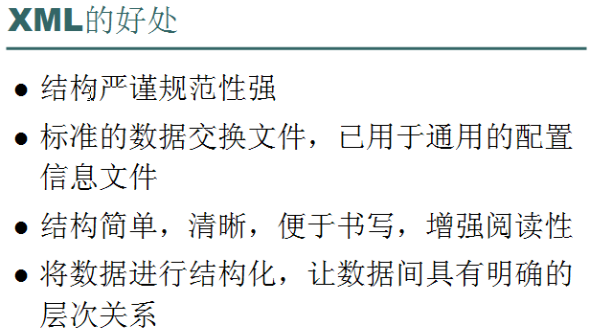 XML的好处
● 结构严谨规范性强
● 标准的数据交换文件，已用于通用的配置
信息文件
● 结构简单，清晰，便于书写，增强阅读性
● 将数据进行结构化，让数据间具有明确的
层次关系